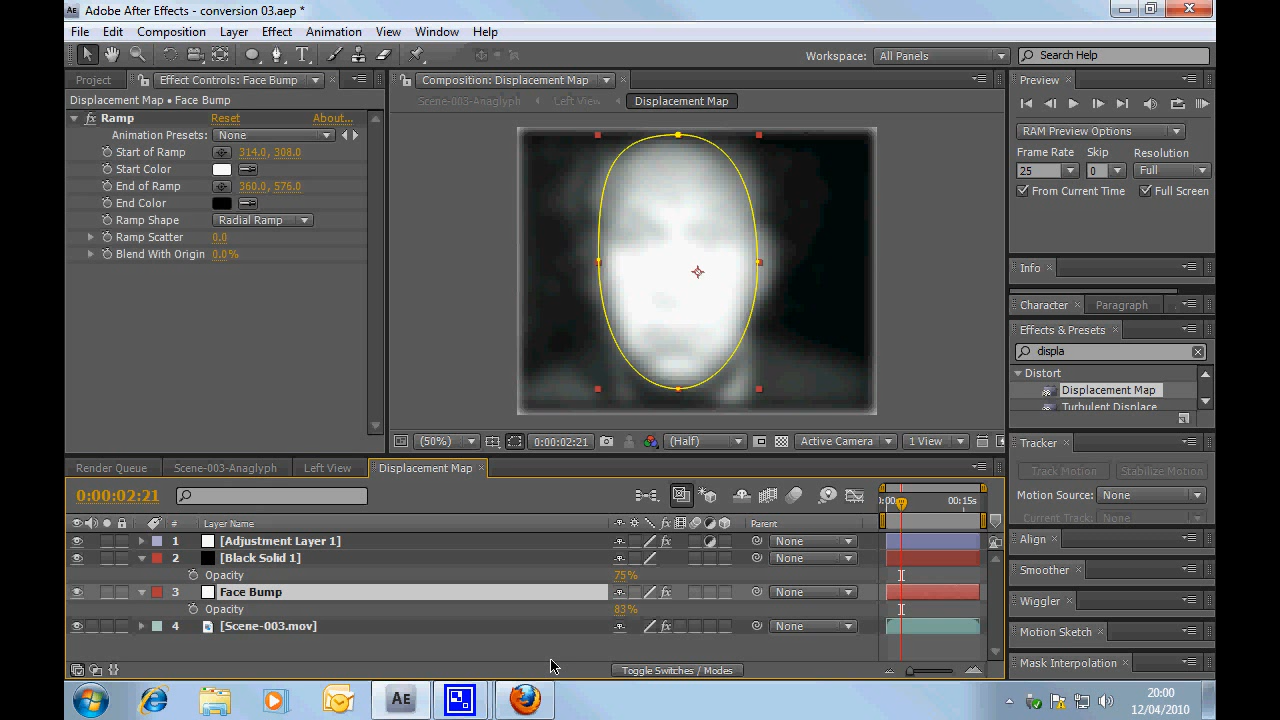 AE Adobe After Effects - conversion 03.aep *
File Edit Composition Layer Effect Animation View Window Help
T Workspace: All Panels Search Help
Project Effect Controls: Face Bump Composition: Displacement Map Preview
Displacement Map • Face Bump
Scene-003-Anaglyph Left View Displacement Map
fx Ramp Reset About...
Animation Presets: None
Start of Ramp 314.0, 308.0
Start Color
End of Ramp 360.0, 576.0
End Color
Ramp Shape Radial Ramp
Ramp Scatter 0.0
Blend With Origin 0.0%
RAM Preview Options
Frame Rate Skip Resolution
25 0 Full
From Current Time Full Screen
Info
Character Paragraph
Effects & Presets
displa
Distort
Displacement Map
Turbulent Displace
(50%) 0:00:02:21 (Half) Active Camera 1 View
Tracker
Track Motion Stabilize Motion
Motion Source: None
Current Track: None
Align
Smoother
Wiggler
Motion Sketch
Mask Interpolation
Render Queue Scene-003-Anaglyph Left View Displacement Map
0:00:02:21
00:15s
# Layer Name fx Parent
1 [Adjustment Layer 1] fx None
2 [Black Solid 1] None
Opacity 75%
3 Face Bump fx None
Opacity 83%
4 [Scene-003.mov] fx None
Toggle Switches / Modes
AE
20:00
12/04/2010